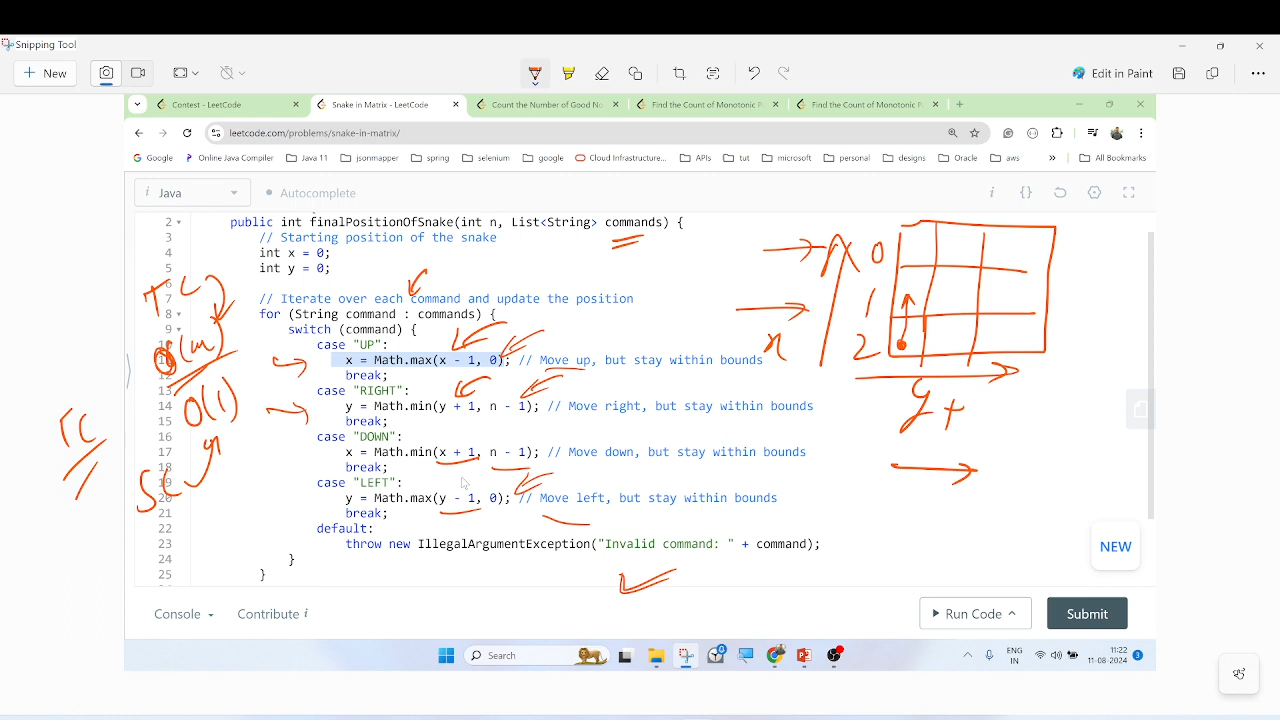 Snipping Tool
New
Edit in Paint
Contest - LeetCode
Snake in Matrix - LeetCode
Count the Number of Good No
Find the Count of Monotonic P
Find the Count of Monotonic P
leetcode.com/problems/snake-in-matrix/
Google
Online Java Compiler
Java 11
jsonmapper
spring
selenium
google
Cloud Infrastructure...
APIs
tut
microsoft
personal
designs
Oracle
aws
»
All Bookmarks
i Java
Autocomplete
2 public int finalPositionOfSnake(int n, List<String> commands) {
3 // Starting position of the snake
4 int x = 0;
5 int y = 0;
6
7 // Iterate over each command and update the position
8 for (String command : commands) {
9 switch (command) {
10 case "UP":
11 x = Math.max(x - 1, 0); // Move up, but stay within bounds
12 break;
13 case "RIGHT":
14 y = Math.min(y + 1, n - 1); // Move right, but stay within bounds
15 break;
16 case "DOWN":
17 x = Math.min(x + 1, n - 1); // Move down, but stay within bounds
18 break;
19 case "LEFT":
20 y = Math.max(y - 1, 0); // Move left, but stay within bounds
21 break;
22 default:
23 throw new IllegalArgumentException("Invalid command: " + command);
24 }
25 }
TC
O(m)
O(1)
TC
SC
0
1
x 2
y +
NEW
Console
Contribute i
Run Code
Submit
Search
ENG
IN
11:22
11-08-2024
3